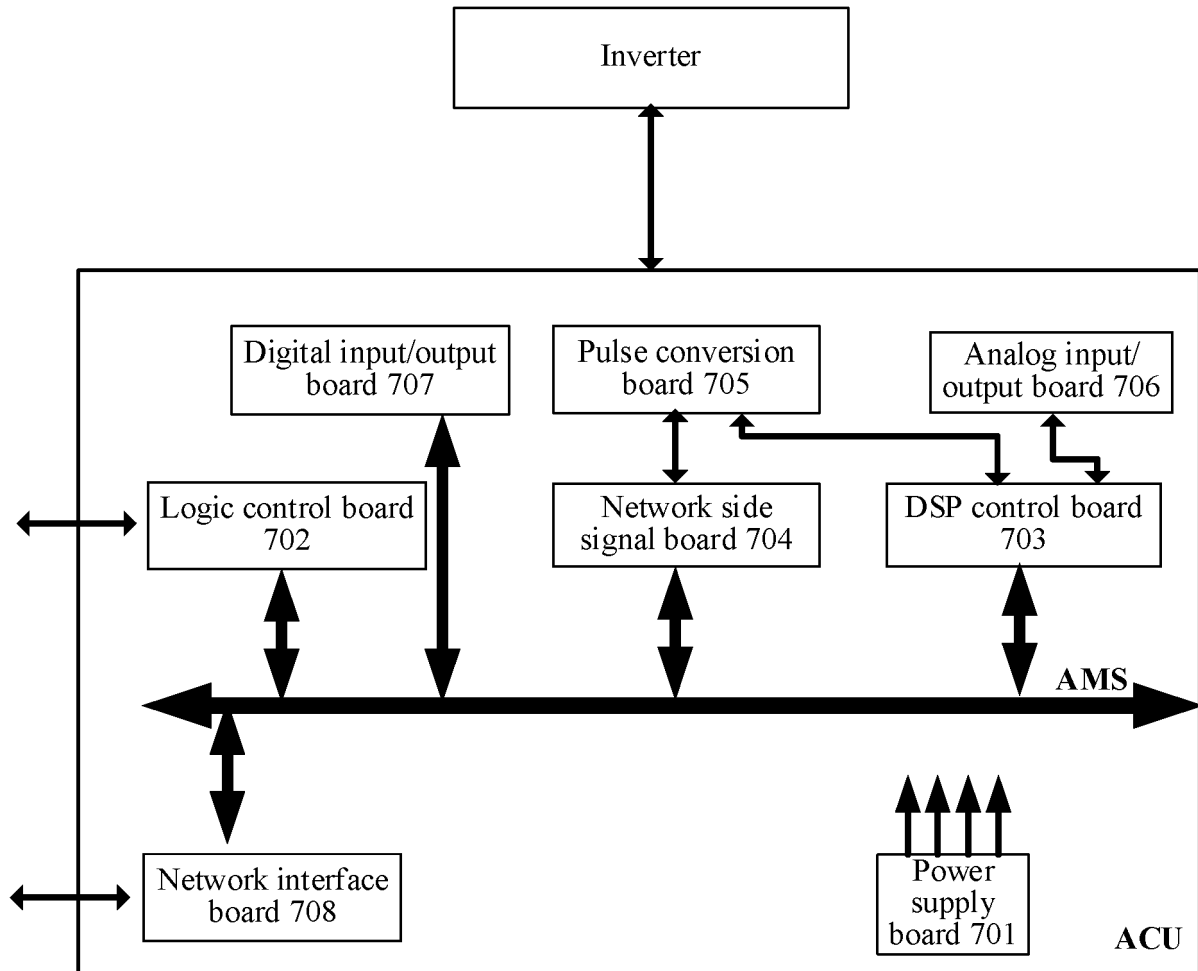 Inverter
Digital input/output
board 707
Pulse conversion
board 705
Analog input/
output board 706
Logic control board
702
Network side
signal board 704
DSP control board
703
AMS
Network interface
board 708
Power
supply
board 701
ACU